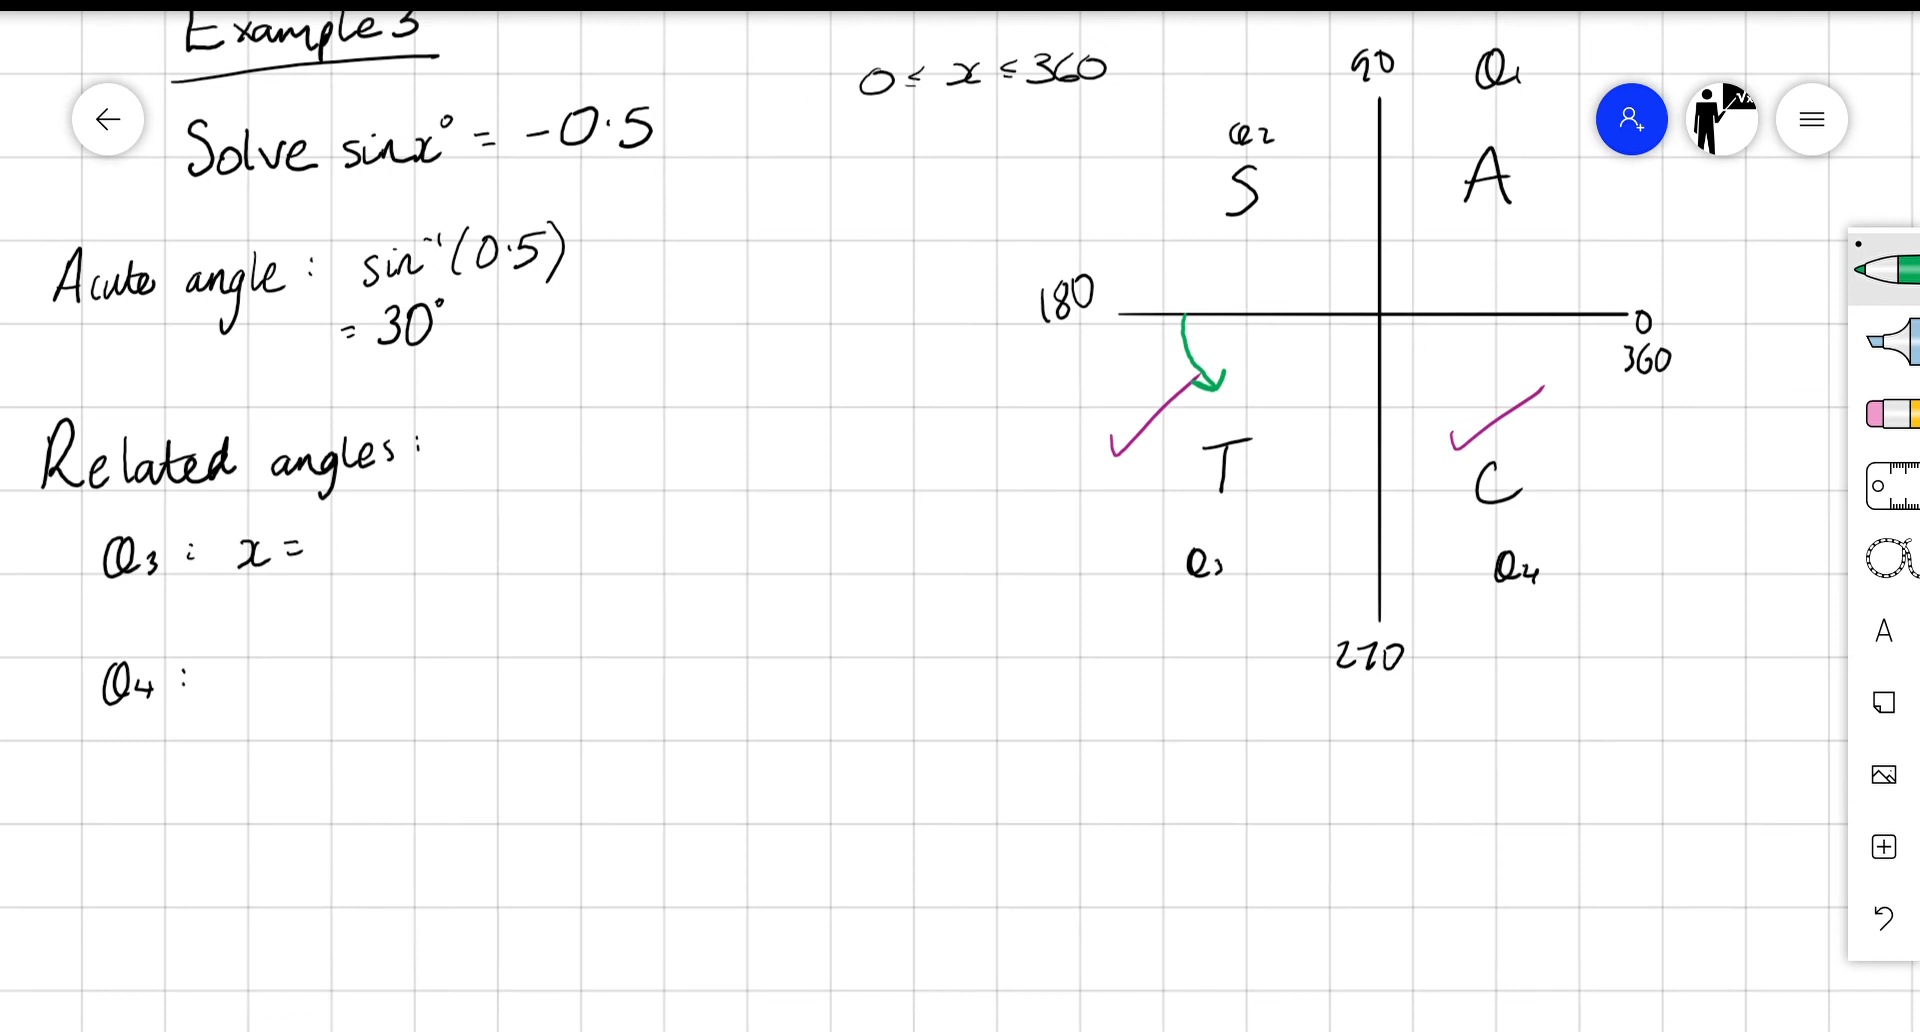 Example 3
0 ≤ x ≤ 360
Solve sin x° = -0.5
Acute angle: sin⁻¹(0.5)
= 30°
Related angles:
Q3: x =
Q4:
90
Q1
Q2
S
A
180
0
360
T
C
Q3
Q4
270
√x
A